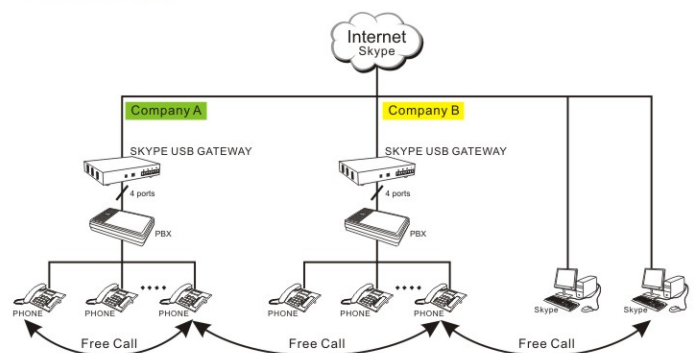 Internet
Skype
Company A
Company B
SKYPE USB GATEWAY
SKYPE USB GATEWAY
4 ports
4 ports
PBX
PBX
PHONE
PHONE
PHONE
PHONE
PHONE
PHONE
Skype
Skype
Free Call
Free Call
Free Call